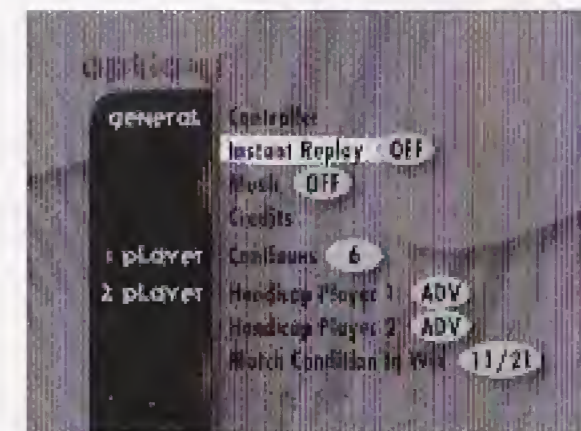 general Controller
Instant Replay OFF
Music OFF
Credits
1 player Continues 6
2 player Handicap Player 1 ADV
Handicap Player 2 ADV
Match Condition to Win 11/21